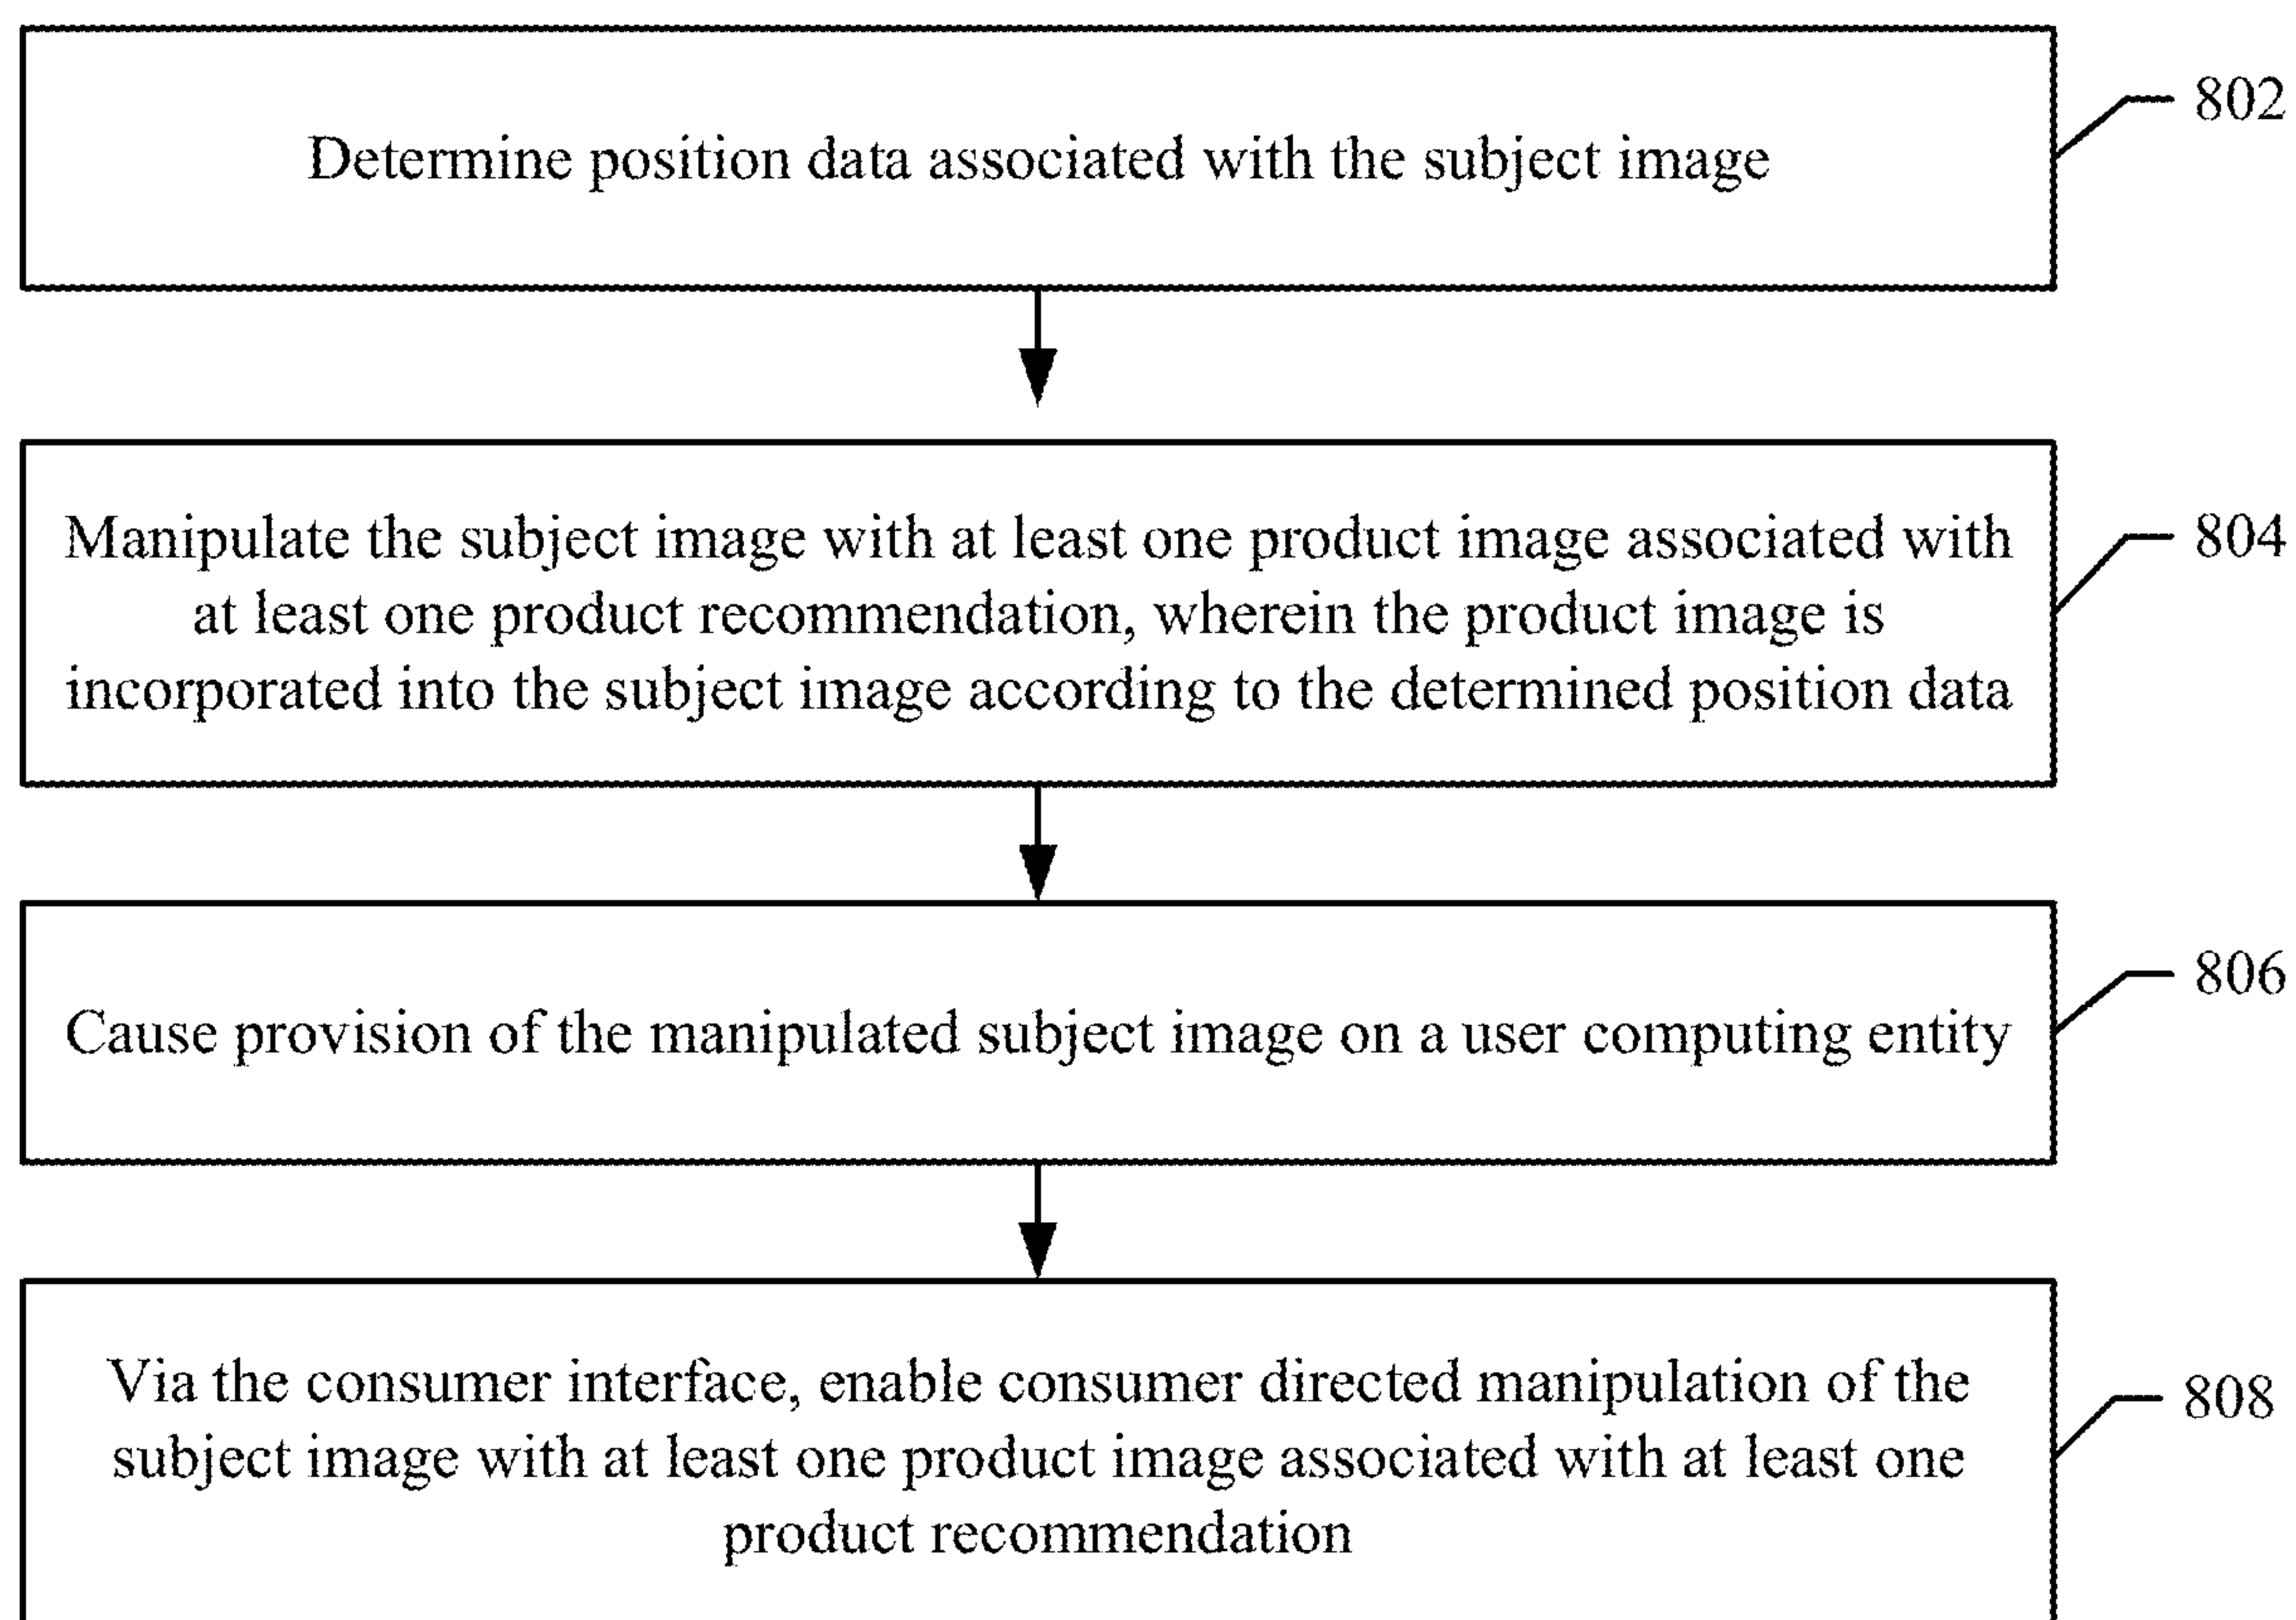 Determine position data associated with the subject image
802
Manipulate the subject image with at least one product image associated with
at least one product recommendation, wherein the product image is
incorporated into the subject image according to the determined position data
804
Cause provision of the manipulated subject image on a user computing entity
806
Via the consumer interface, enable consumer directed manipulation of the
subject image with at least one product image associated with at least one
product recommendation
808